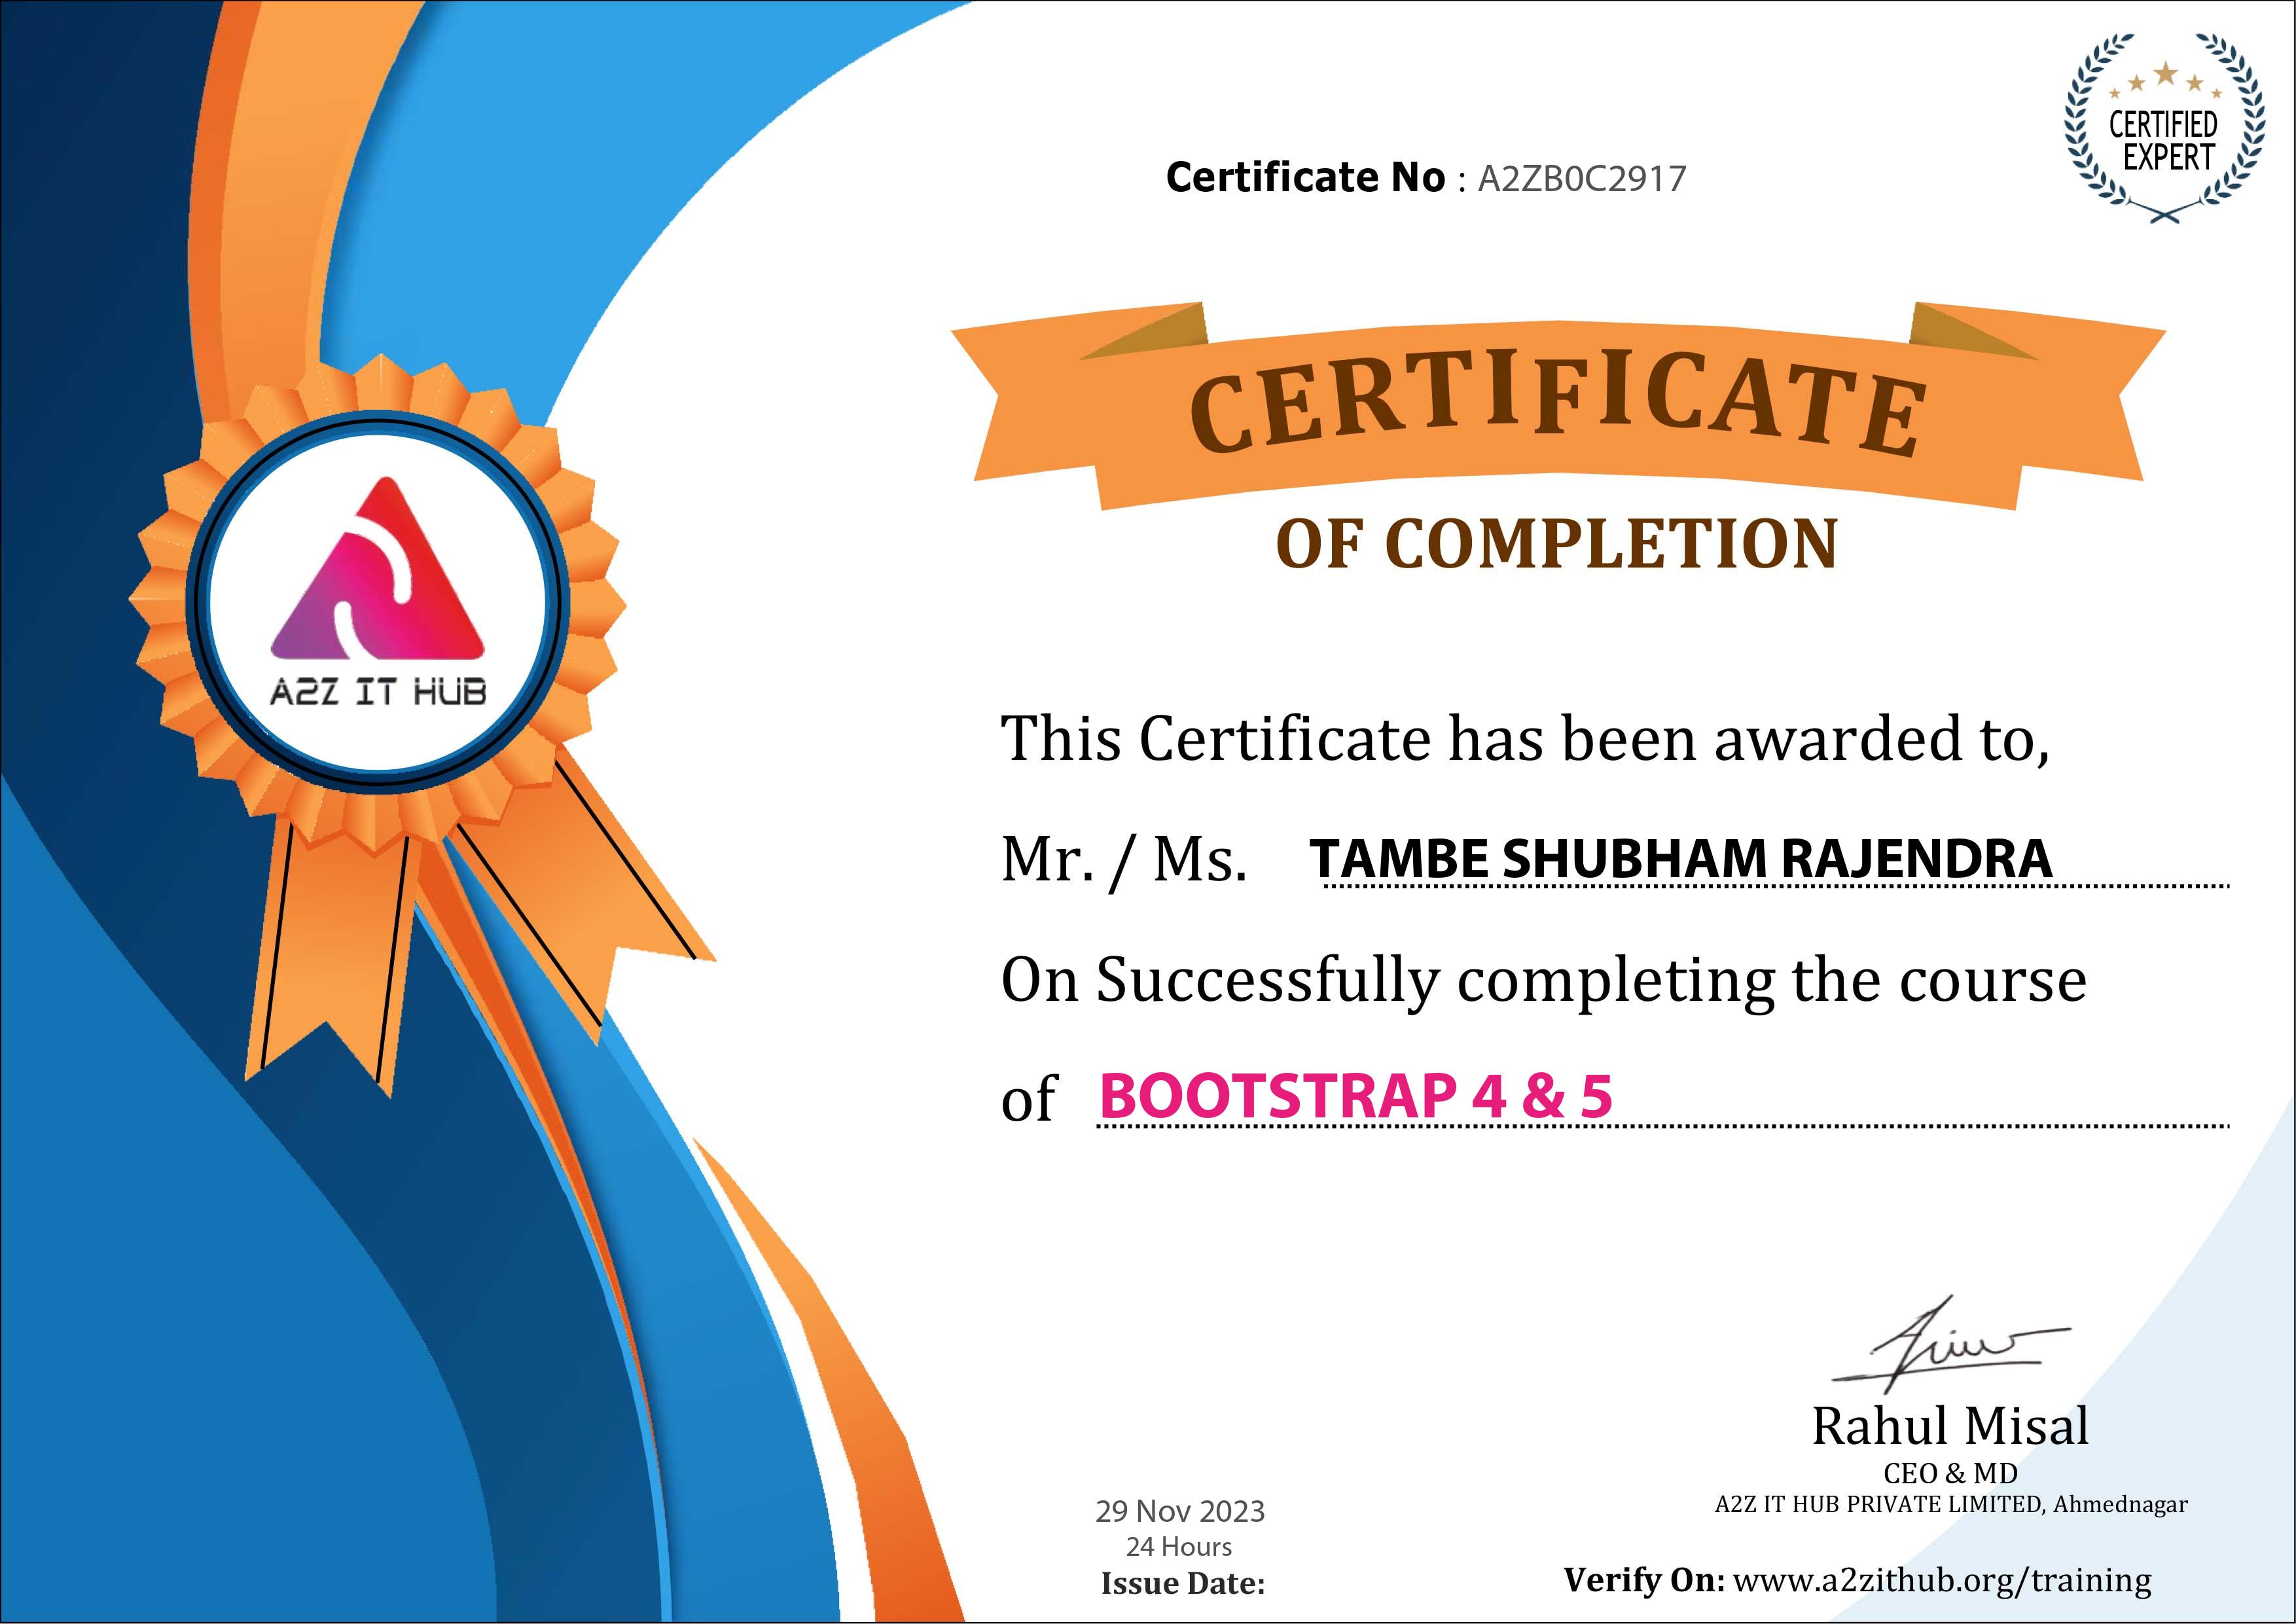 CERTIFIED
EXPERT
Certificate No : A2ZB0C2917
CERTIFICATE
OF COMPLETION
A2Z IT HUB
This Certificate has been awarded to,
Mr. / Ms. TAMBE SHUBHAM RAJENDRA
On Successfully completing the course
of BOOTSTRAP 4 & 5
Rahul Misal
CEO & MD
A2Z IT HUB PRIVATE LIMITED, Ahmednagar
29 Nov 2023
24 Hours
Issue Date:
Verify On: www.a2zithub.org/training